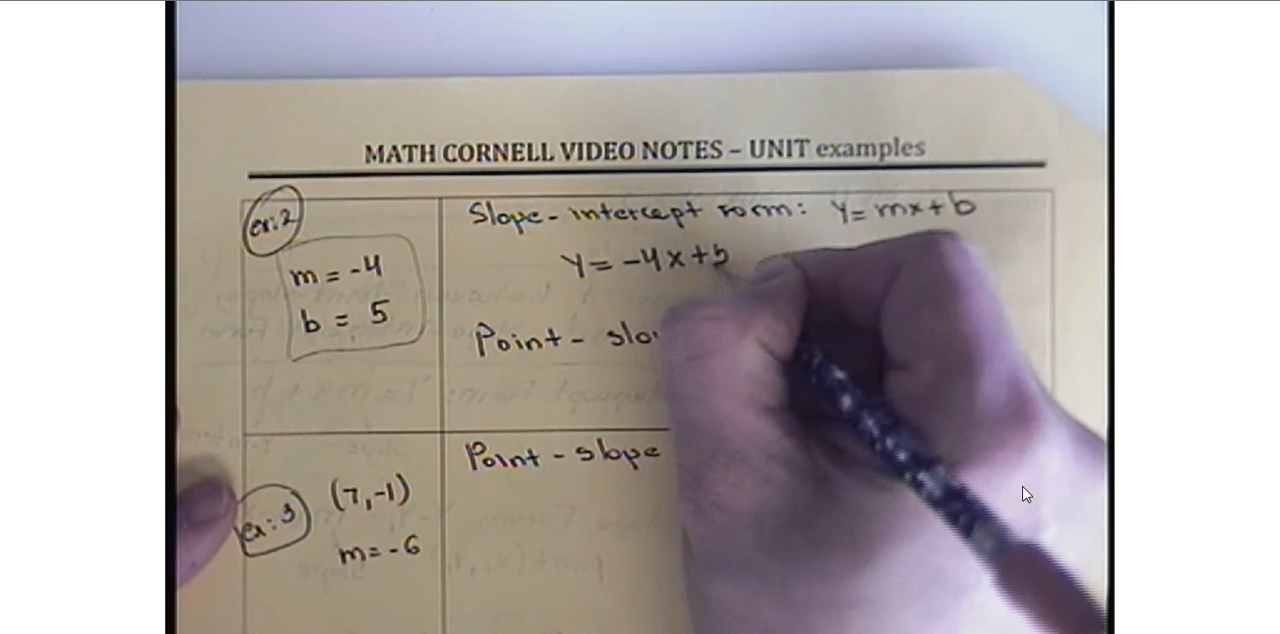 MATH CORNELL VIDEO NOTES – UNIT examples
ex:2
m = -4
b = 5
Slope-intercept Form: Y=mx+b
Y= -4x+5
Point-
ex:3
(7,-1)
m=-6
Point-slope